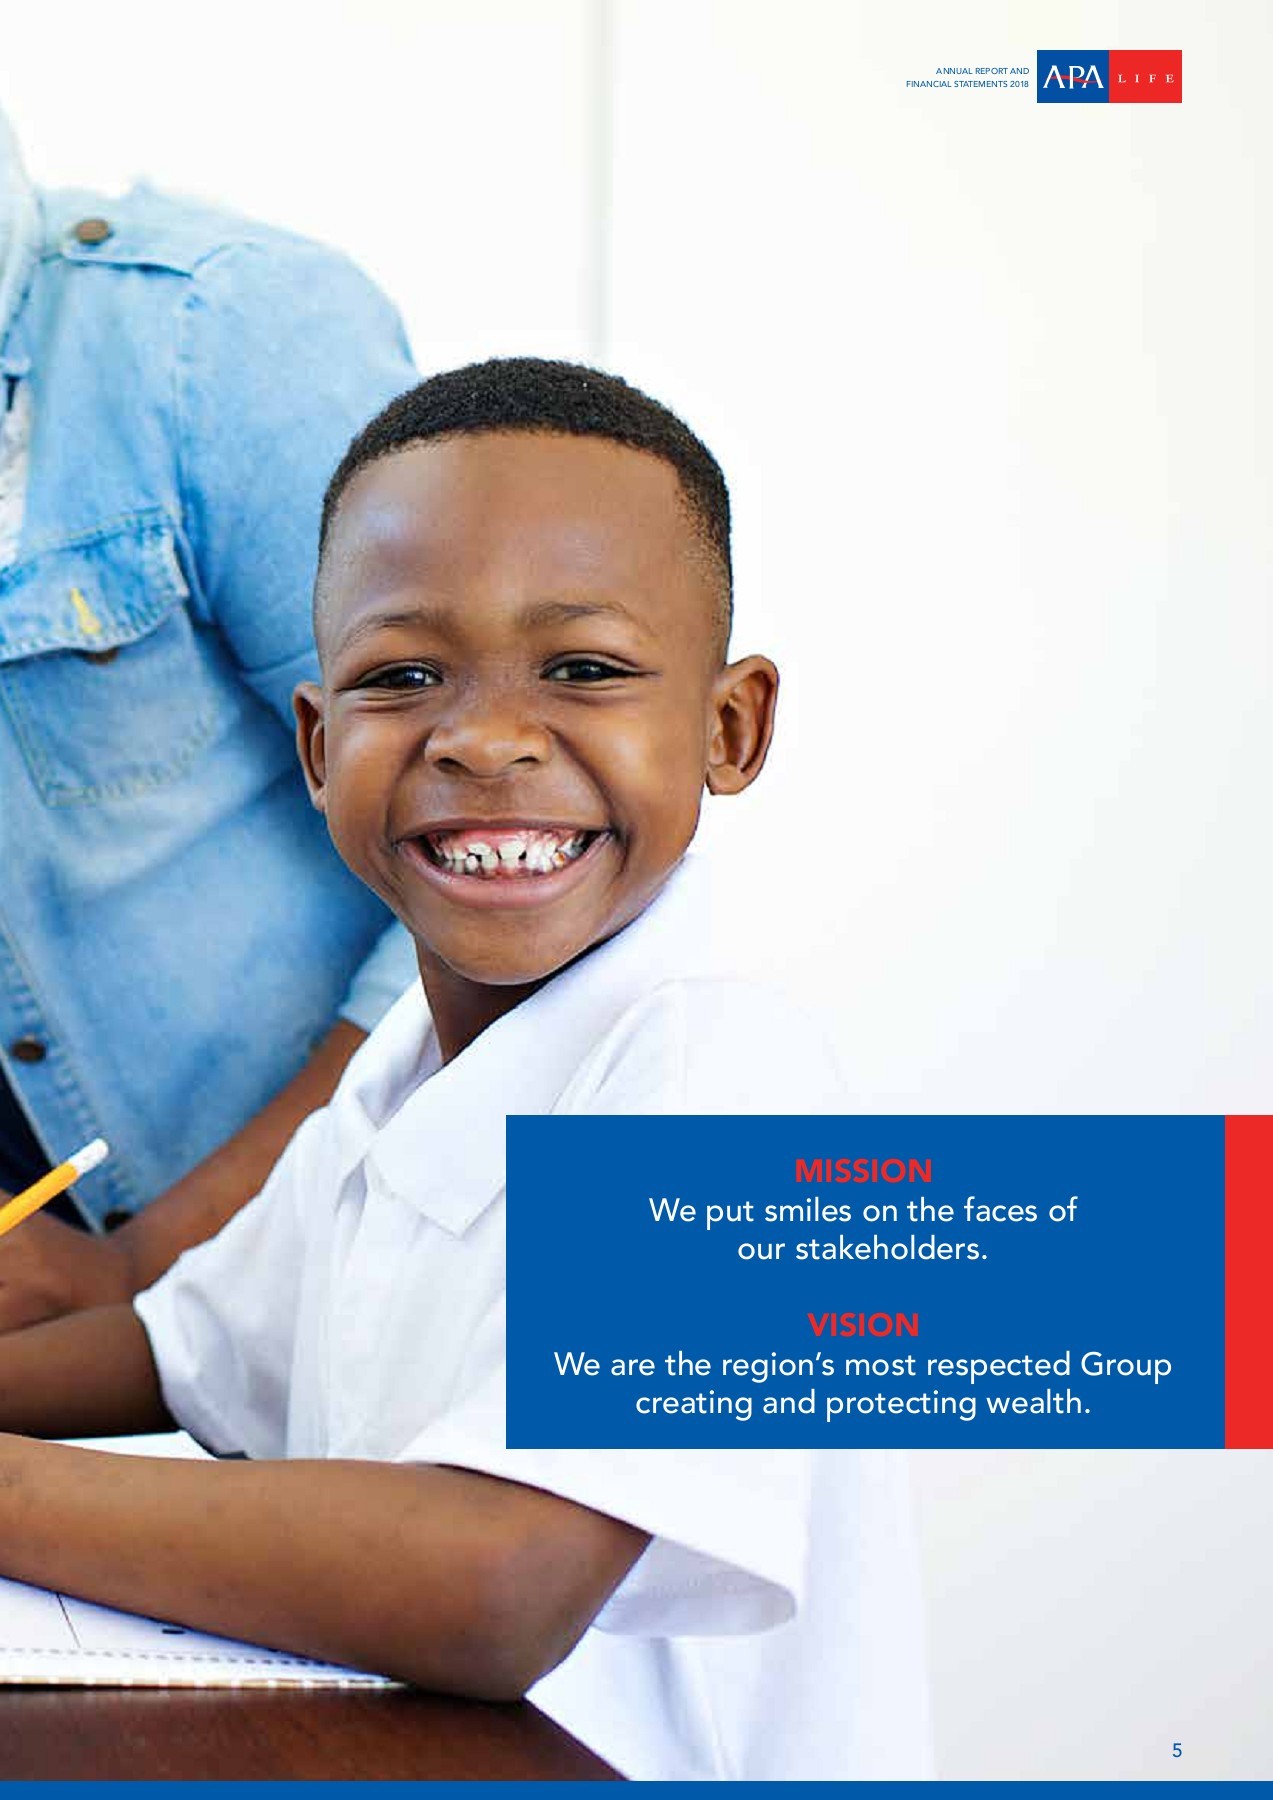 ANNUAL REPORT AND
FINANCIAL STATEMENTS 2018
APA LIFE
MISSION
We put smiles on the faces of
our stakeholders.
VISION
We are the region’s most respected Group
creating and protecting wealth.
5